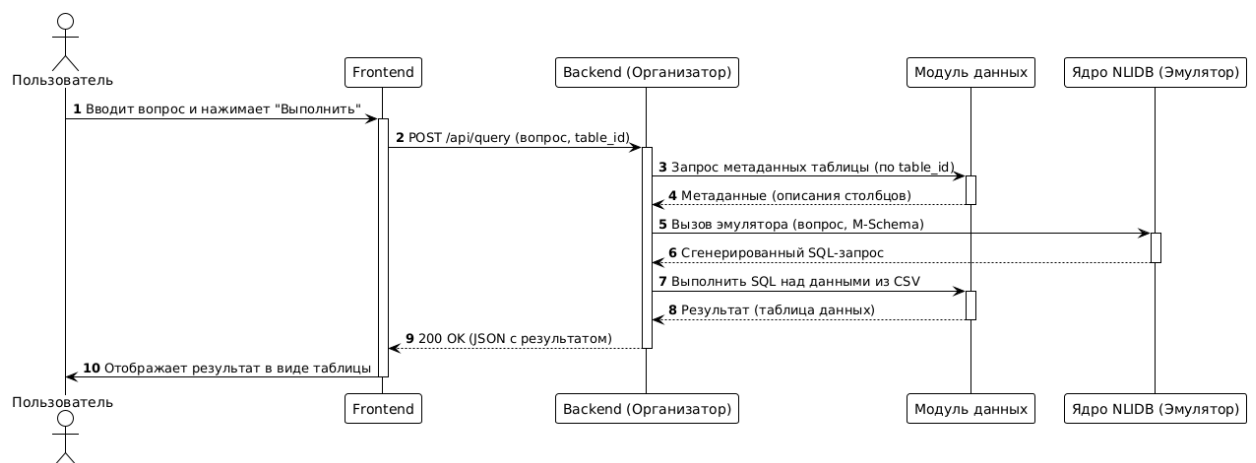 Пользователь
Frontend
Backend (Организатор)
Модуль данных
Ядро NLIDB (Эмулятор)
1 Вводит вопрос и нажимает "Выполнить"
2 POST /api/query (вопрос, table_id)
3 Запрос метаданных таблицы (по table_id)
4 Метаданные (описания столбцов)
5 Вызов эмулятора (вопрос, M-Schema)
6 Сгенерированный SQL-запрос
7 Выполнить SQL над данными из CSV
8 Результат (таблица данных)
9 200 OK (JSON с результатом)
10 Отображает результат в виде таблицы
Пользователь
Frontend
Backend (Организатор)
Модуль данных
Ядро NLIDB (Эмулятор)